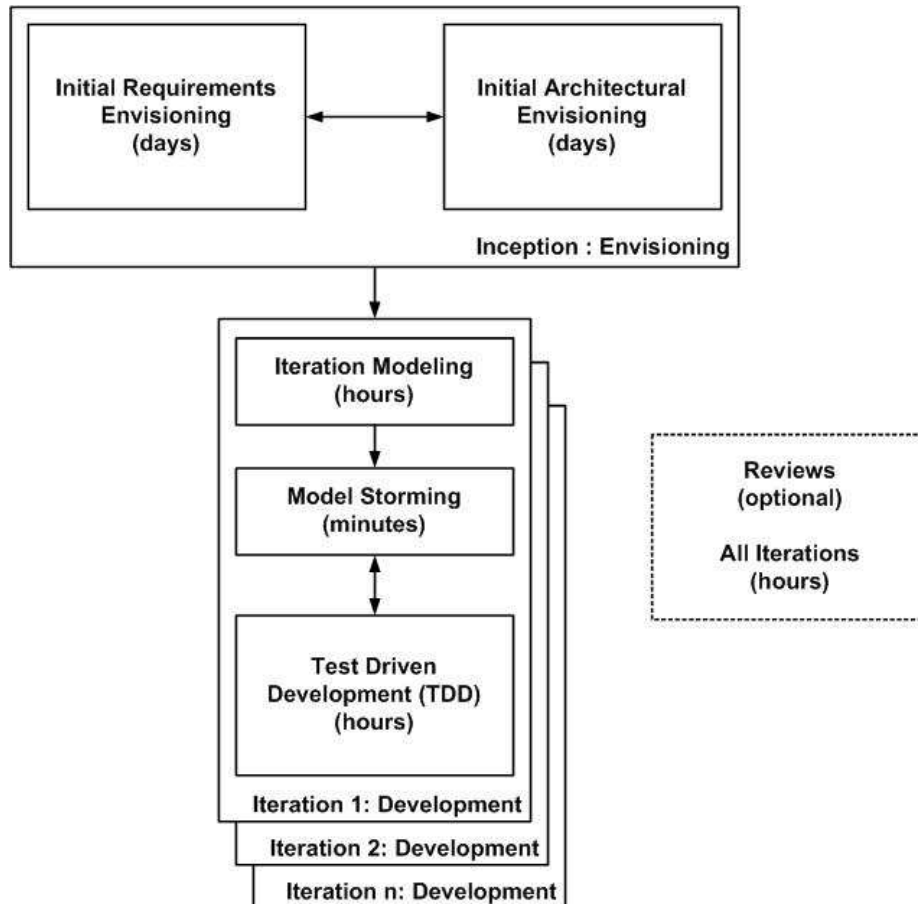 Initial Requirements
Envisioning
(days)
Initial Architectural
Envisioning
(days)
Inception : Envisioning
Iteration Modeling
(hours)
Model Storming
(minutes)
Test Driven
Development (TDD)
(hours)
Iteration 1: Development
Iteration 2: Development
Iteration n: Development
Reviews
(optional)
All Iterations
(hours)